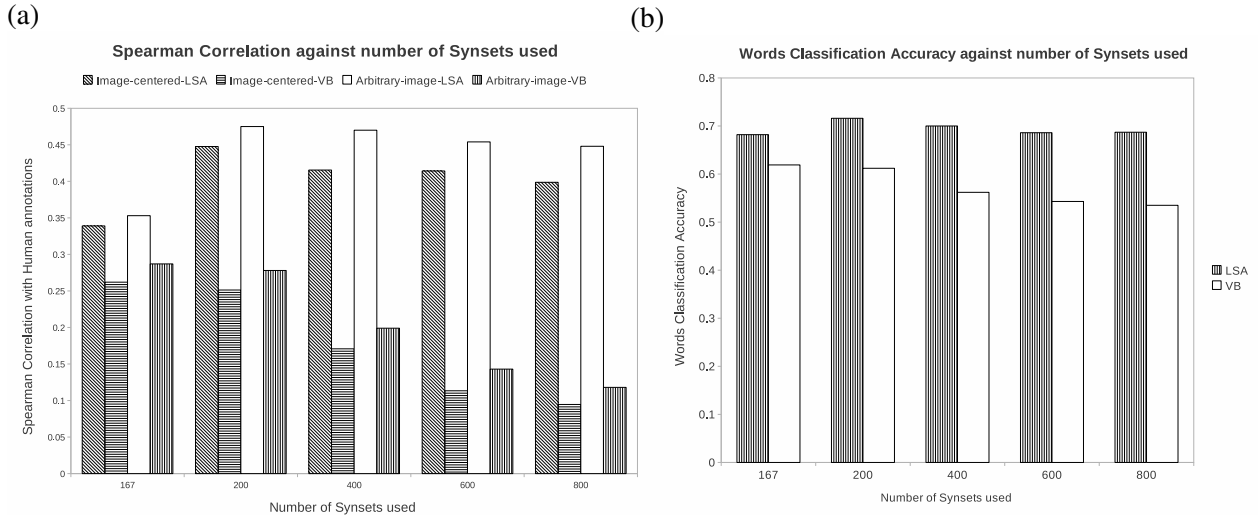 (a)
Spearman Correlation against number of Synsets used
Image-centered-LSA Image-centered-VB Arbitrary-image-LSA Arbitrary-image-VB
Spearman Correlation with Human annotations
0.5
0.45
0.4
0.35
0.3
0.25
0.2
0.15
0.1
0.05
0
167 200 400 600 800
Number of Synsets used
(b)
Words Classification Accuracy against number of Synsets used
Words Classification Accuracy
0.8
0.7
0.6
0.5
0.4
0.3
0.2
0.1
0
167 200 400 600 800
Number of Synsets used
LSA
VB